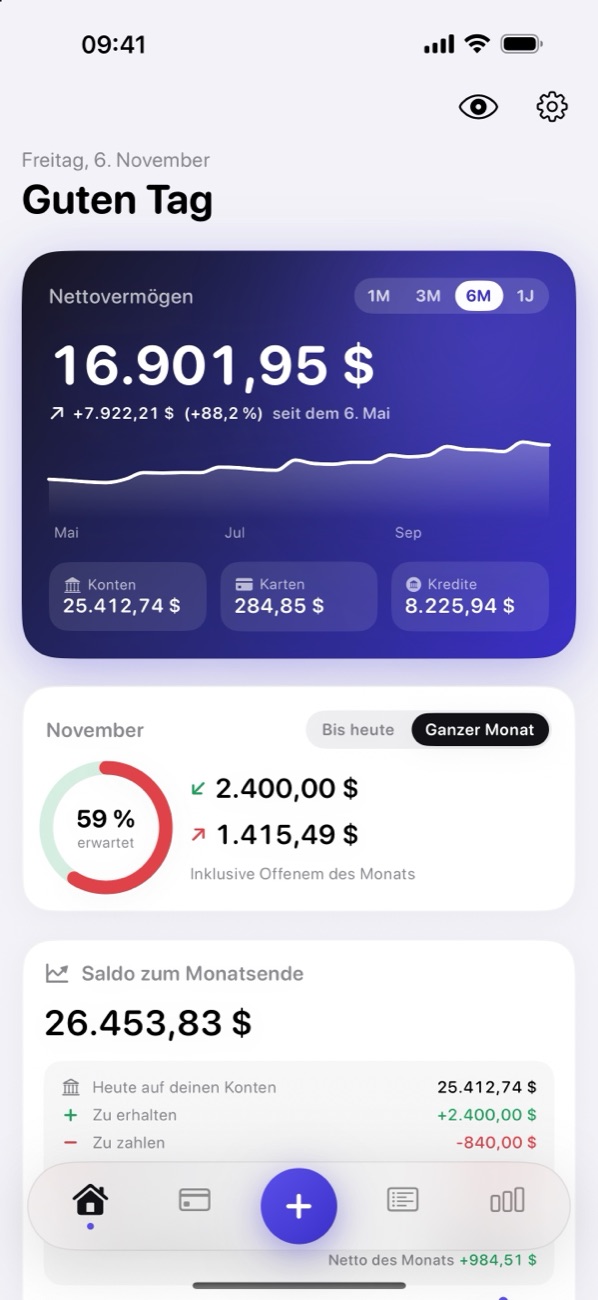 09:41
Freitag, 6. November
Guten Tag
Nettovermögen
1M 3M 6M 1J
16.901,95 $
+7.922,21 $ (+88,2 %) seit dem 6. Mai
Mai Jul Sep
Konten Karten Kredite
25.412,74 $ 284,85 $ 8.225,94 $
November
Bis heute Ganzer Monat
59 %
erwartet
2.400,00 $
1.415,49 $
Inklusive Offenem des Monats
Saldo zum Monatsende
26.453,83 $
Heute auf deinen Konten 25.412,74 $
+ Zu erhalten +2.400,00 $
− Zu zahlen -840,00 $
Netto des Monats +984,51 $